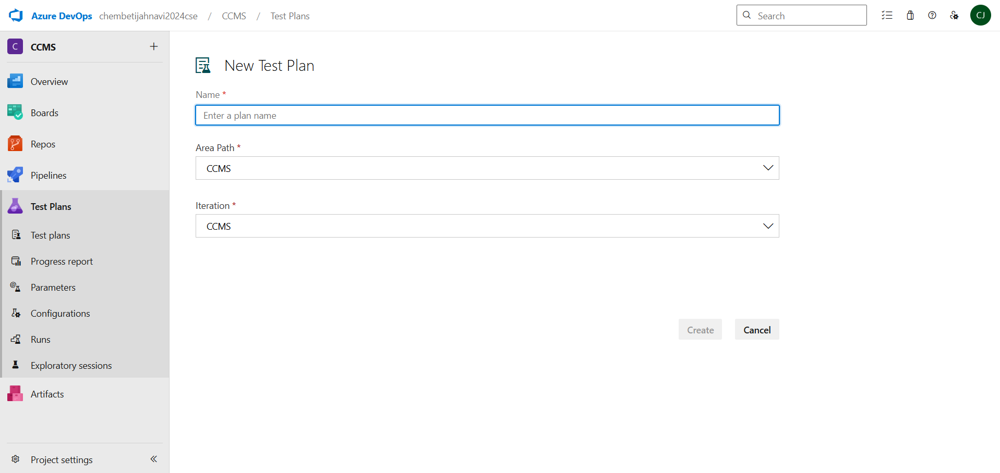 Azure DevOps chembetijahnavi2024cse / CCMS / Test Plans
Search
CJ
C CCMS
Overview
Boards
Repos
Pipelines
Test Plans
Test plans
Progress report
Parameters
Configurations
Runs
Exploratory sessions
Artifacts
Project settings
New Test Plan
Name *
Enter a plan name
Area Path *
CCMS
Iteration *
CCMS
Create Cancel